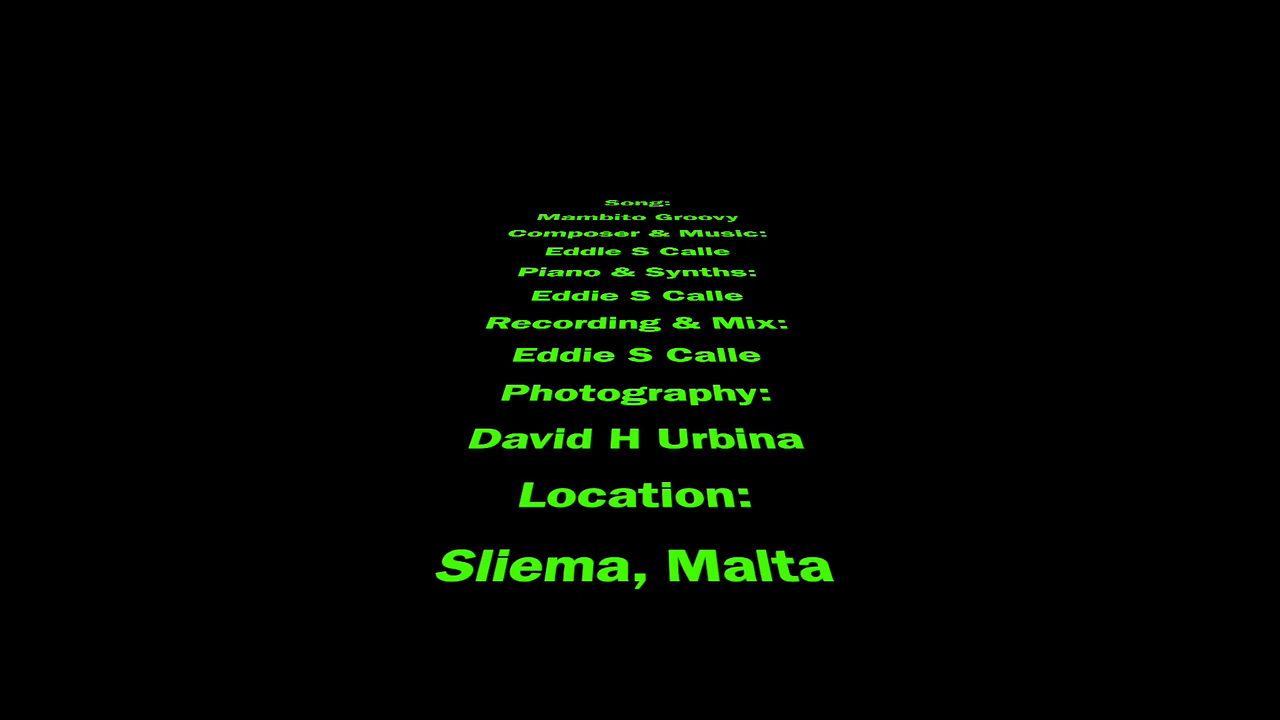 Song:
Mambito Groovy
Composer & Music:
Eddie S Calle
Piano & Synths:
Eddie S Calle
Recording & Mix:
Eddie S Calle
Photography:
David H Urbina
Location:
Sliema, Malta